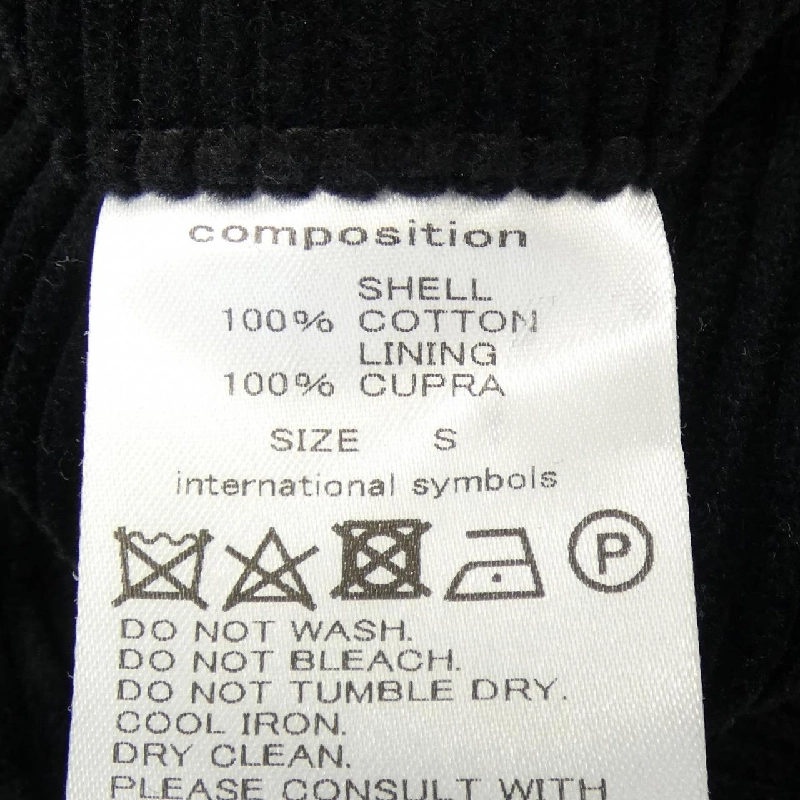 composition
SHELL
100% COTTON
LINING
100% CUPRA
SIZE S
international symbols
P
DO NOT WASH.
DO NOT BLEACH.
DO NOT TUMBLE DRY.
COOL IRON.
DRY CLEAN.
PLEASE CONSULT WITH